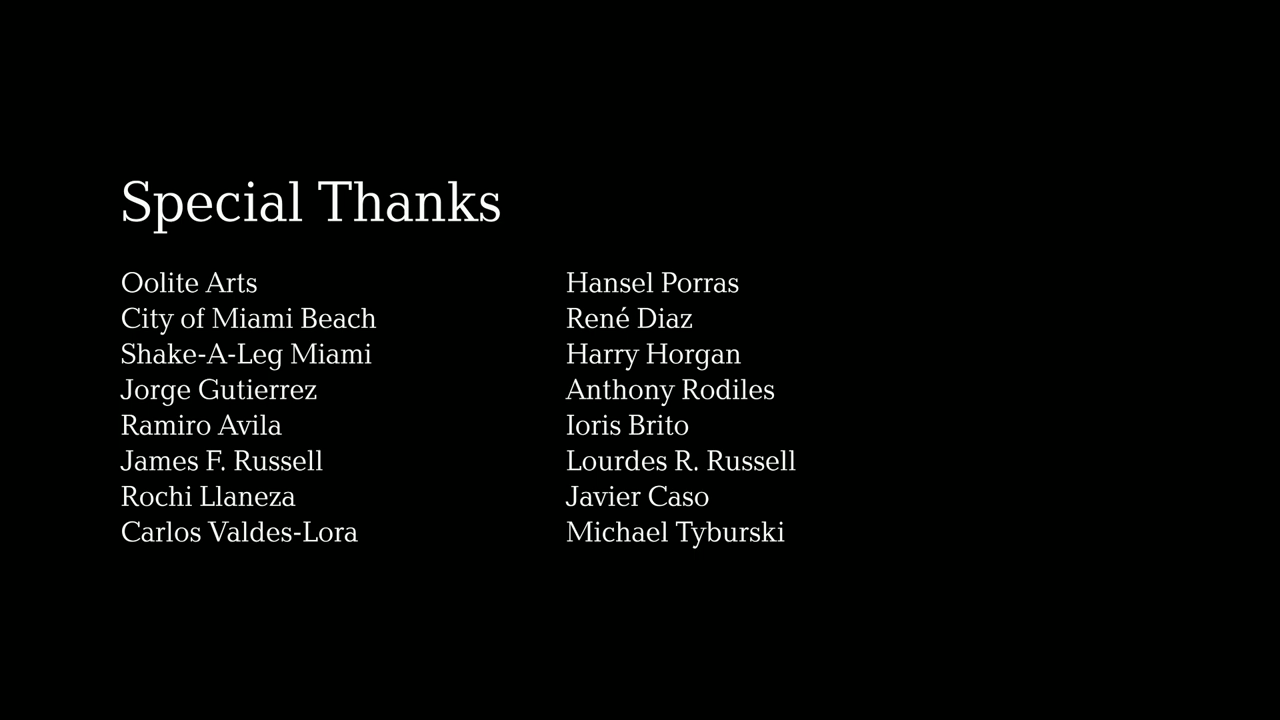 Special Thanks
Oolite Arts
City of Miami Beach
Shake-A-Leg Miami
Jorge Gutierrez
Ramiro Avila
James F. Russell
Rochi Llaneza
Carlos Valdes-Lora
Hansel Porras
René Diaz
Harry Horgan
Anthony Rodiles
Ioris Brito
Lourdes R. Russell
Javier Caso
Michael Tyburski